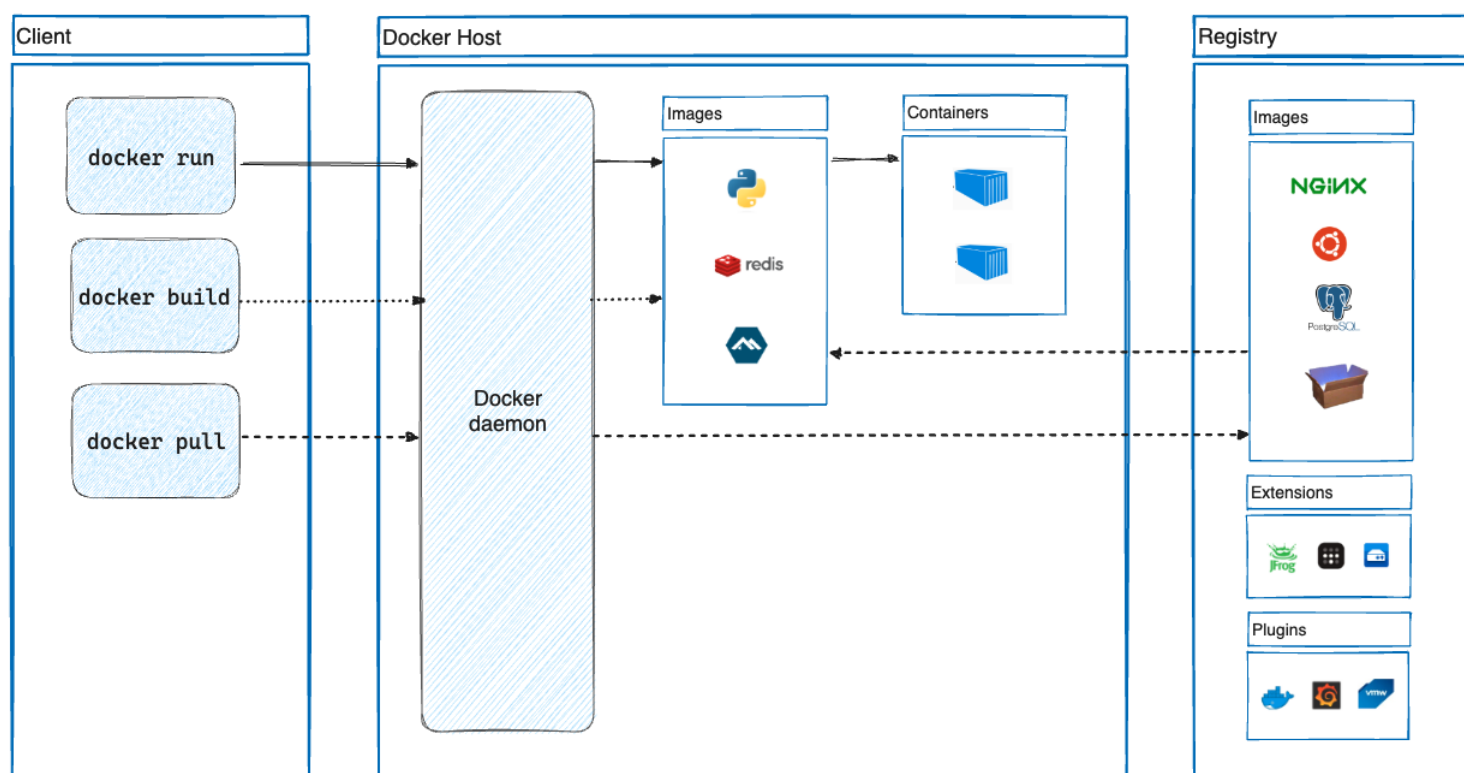 Client
docker run
docker build
docker pull
Docker Host
Docker
daemon
Images
redis
Containers
Registry
Images
NGINX
PostgreSQL
Extensions
JFrog
Plugins
vmw